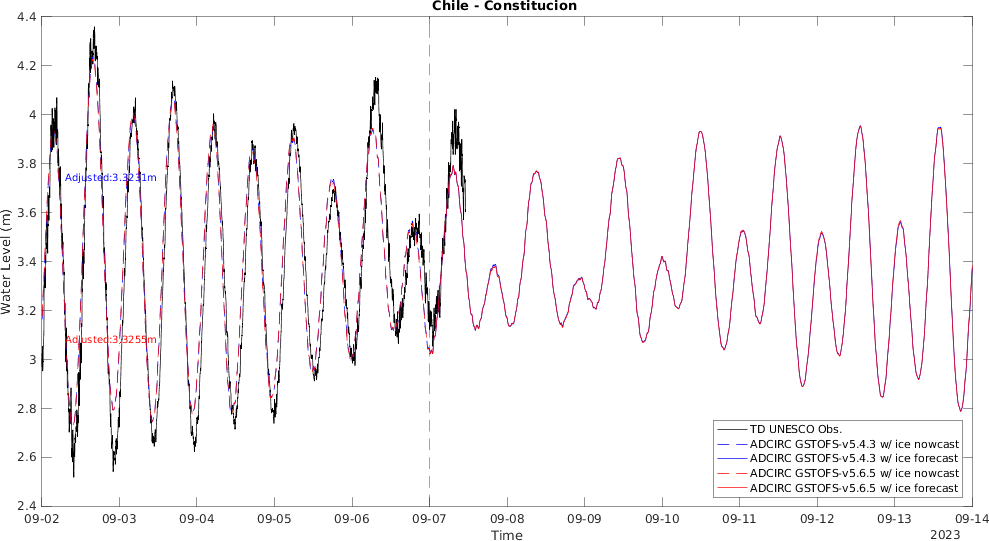 Chile - Constitucion
4.4
4.2
4
3.8
3.6
3.4
3.2
3
2.8
2.6
2.4
Water Level (m)
Adjusted:3.3231m
Adjusted:3.3255m
TD UNESCO Obs.
ADCIRC GSTOFS-v5.4.3 w/ ice nowcast
ADCIRC GSTOFS-v5.4.3 w/ ice forecast
ADCIRC GSTOFS-v5.6.5 w/ ice nowcast
ADCIRC GSTOFS-v5.6.5 w/ ice forecast
09-02 09-03 09-04 09-05 09-06 09-07 09-08 09-09 09-10 09-11 09-12 09-13 09-14
Time
2023